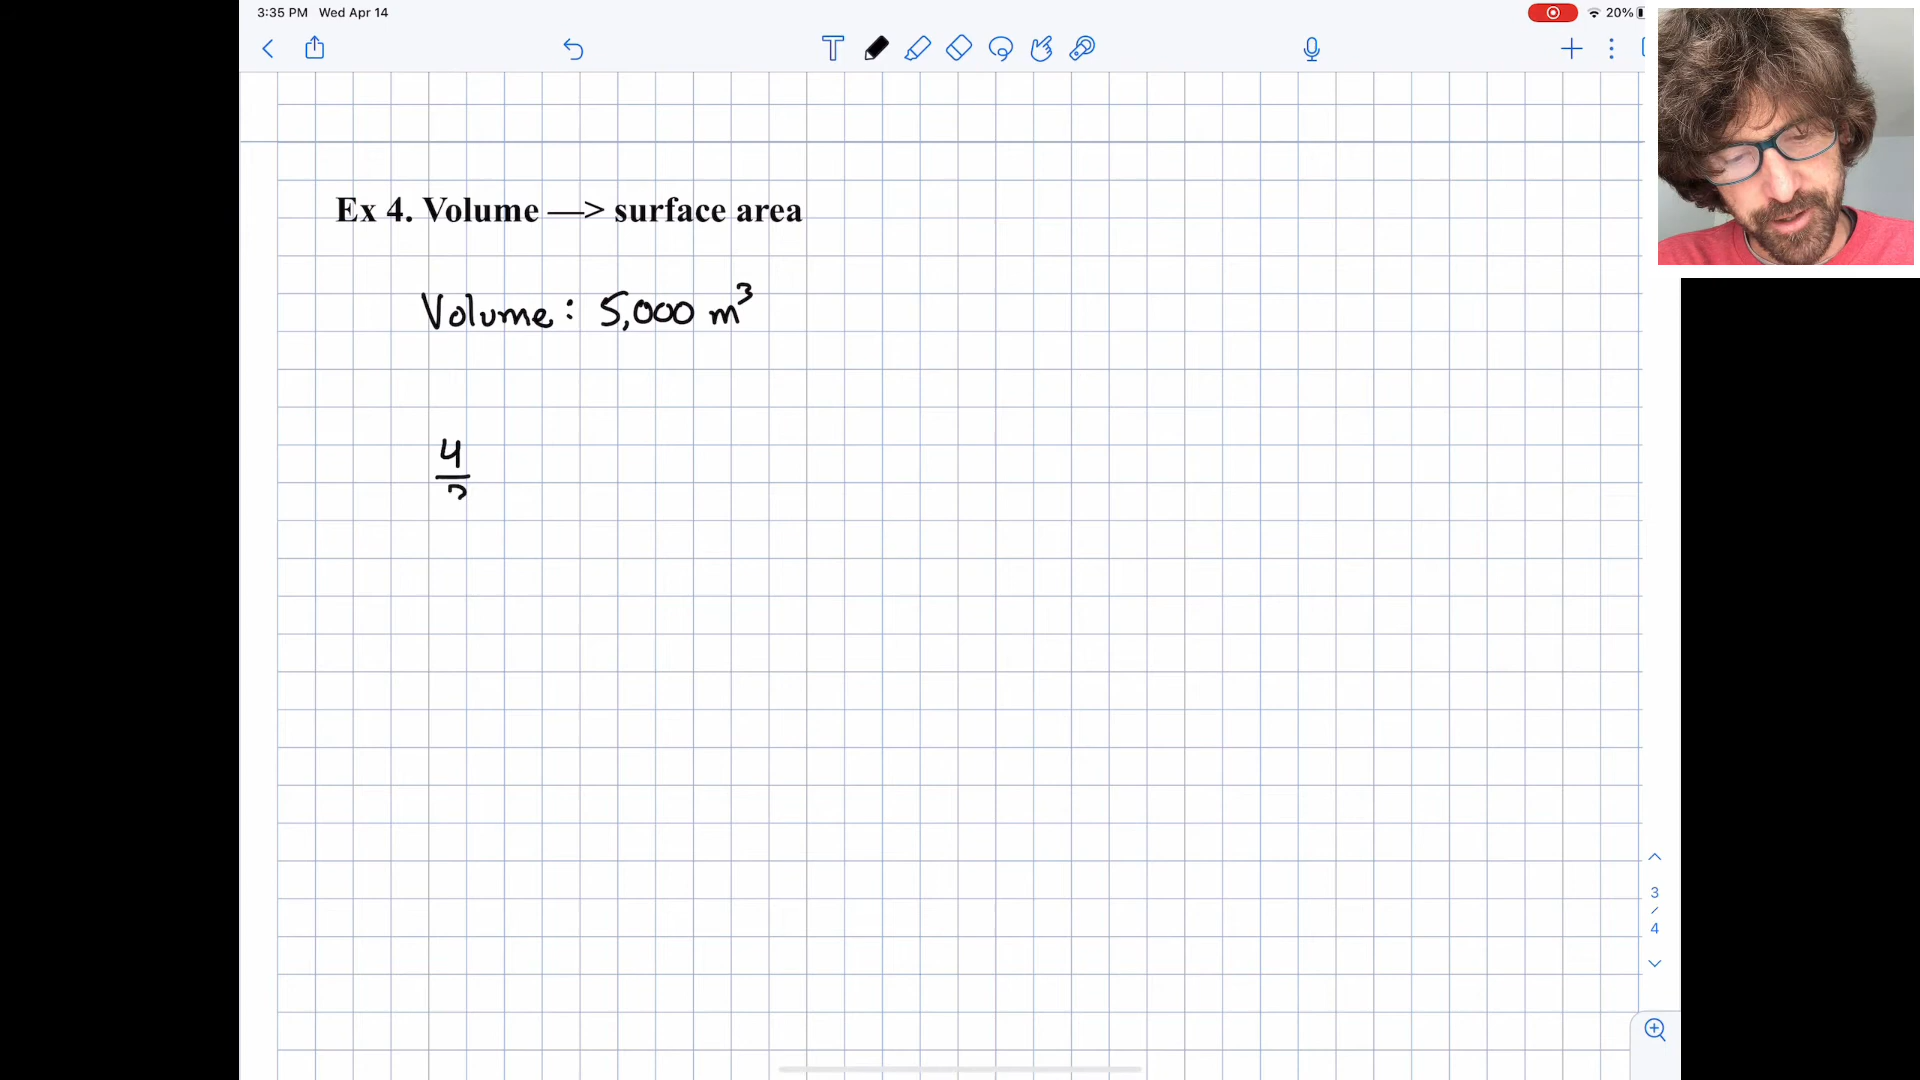 3:35 PM Wed Apr 14
20%
T
Ex 4. Volume —> surface area
Volume: 5,000 m³
4
3
/
4